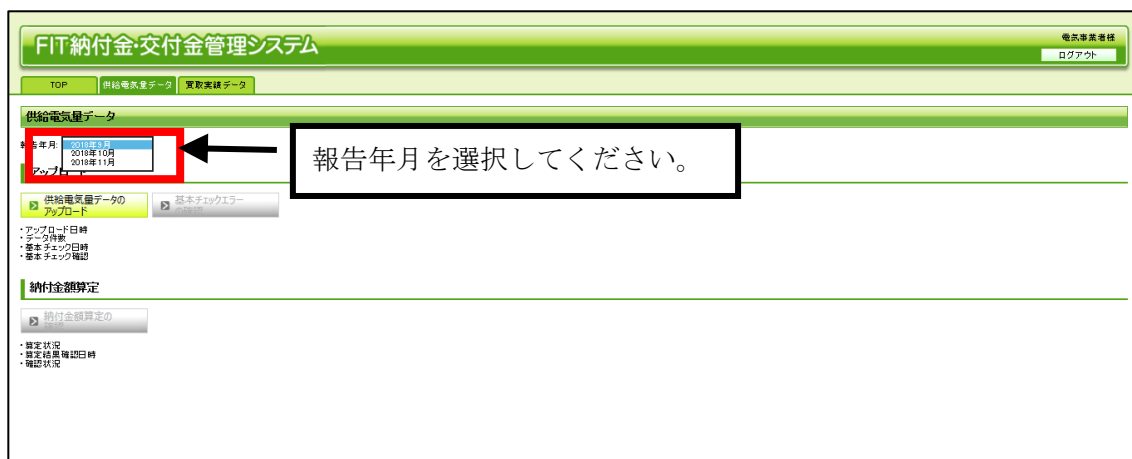 FIT納付金・交付金管理システム
電気事業者様
ログアウト
TOP
供給電気量データ
買取実績データ
供給電気量データ
報告年月:
2018年9月
2018年10月
2018年11月
報告年月を選択してください。
アップロード
供給電気量データの
アップロード
基本チェックエラー
の確認
・アップロード日時
・データ件数
・基本チェック日時
・基本チェック確認
納付金額算定
納付金額算定の
確認
・算定状況
・算定結果確認日時
・確認状況